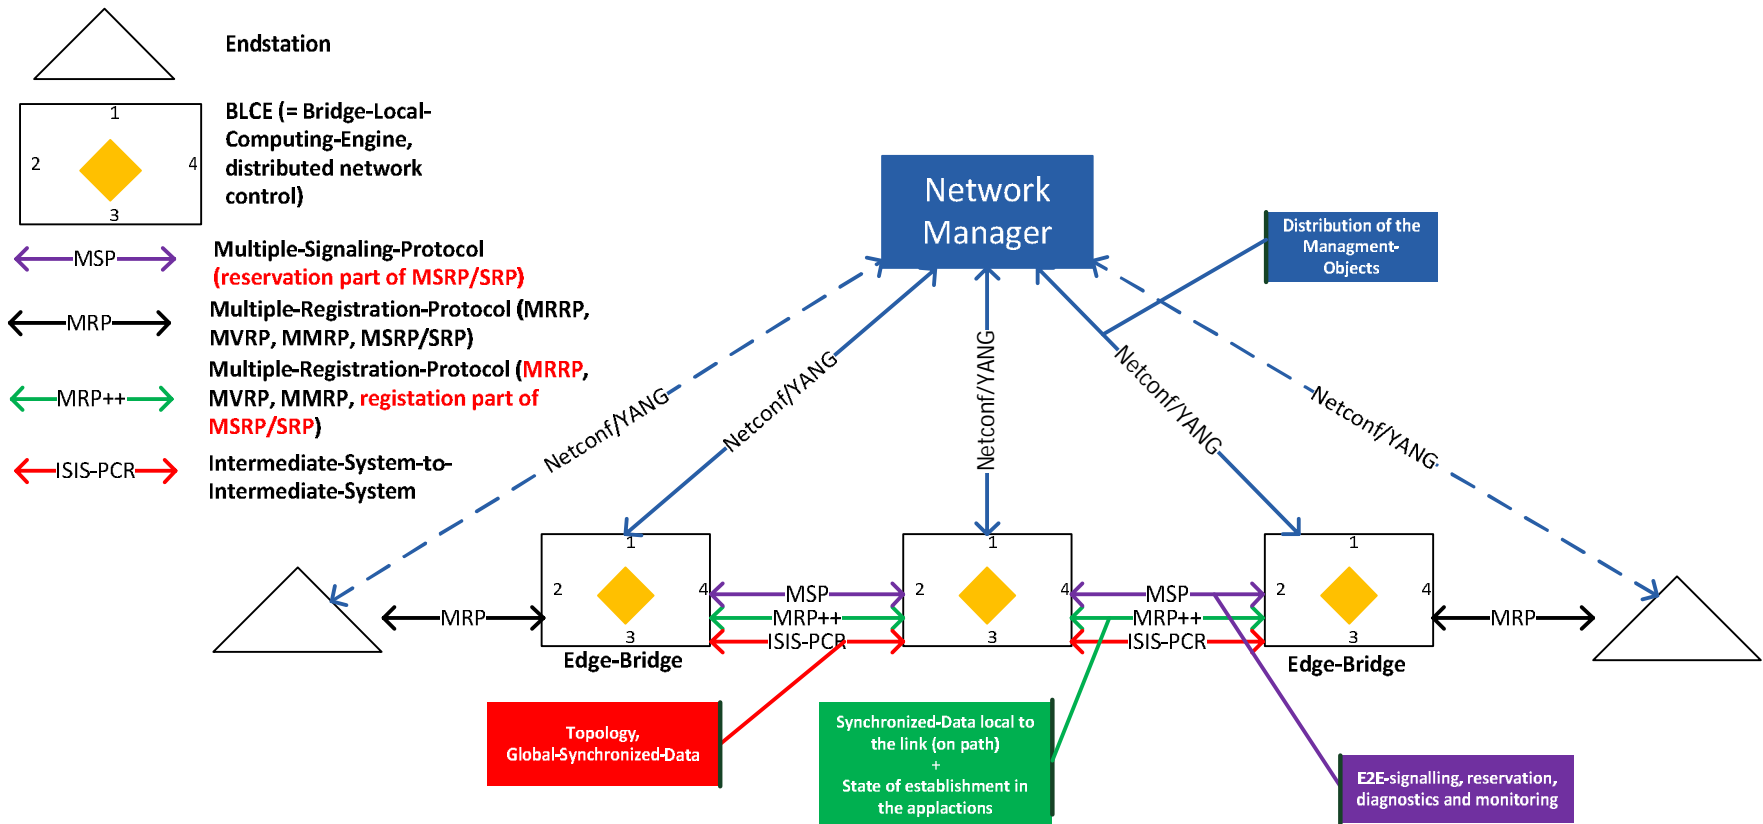 Endstation
1
2
4
3
BLCE (= Bridge-Local-
Computing-Engine,
distributed network
control)
MSP
Multiple-Signaling-Protocol
(reservation part of MSRP/SRP)
MRP
Multiple-Registration-Protocol (MRRP,
MVRP, MMRP, MSRP/SRP)
MRP++
Multiple-Registration-Protocol (MRRP,
MVRP, MMRP, registation part of
MSRP/SRP)
ISIS-PCR
Intermediate-System-to-
Intermediate-System
Network
Manager
Distribution of the
Managment-
Objects
Netconf/YANG
Netconf/YANG
Netconf/YANG
Netconf/YANG
Netconf/YANG
MRP
1
2
4
3
Edge-Bridge
MSP
MRP++
ISIS-PCR
1
2
4
3
MSP
MRP++
ISIS-PCR
1
2
4
3
Edge-Bridge
MRP
Topology,
Global-Synchronized-Data
Synchronized-Data local to
the link (on path)
+
State of establishment in
the applactions
E2E-signalling, reservation,
diagnostics and monitoring